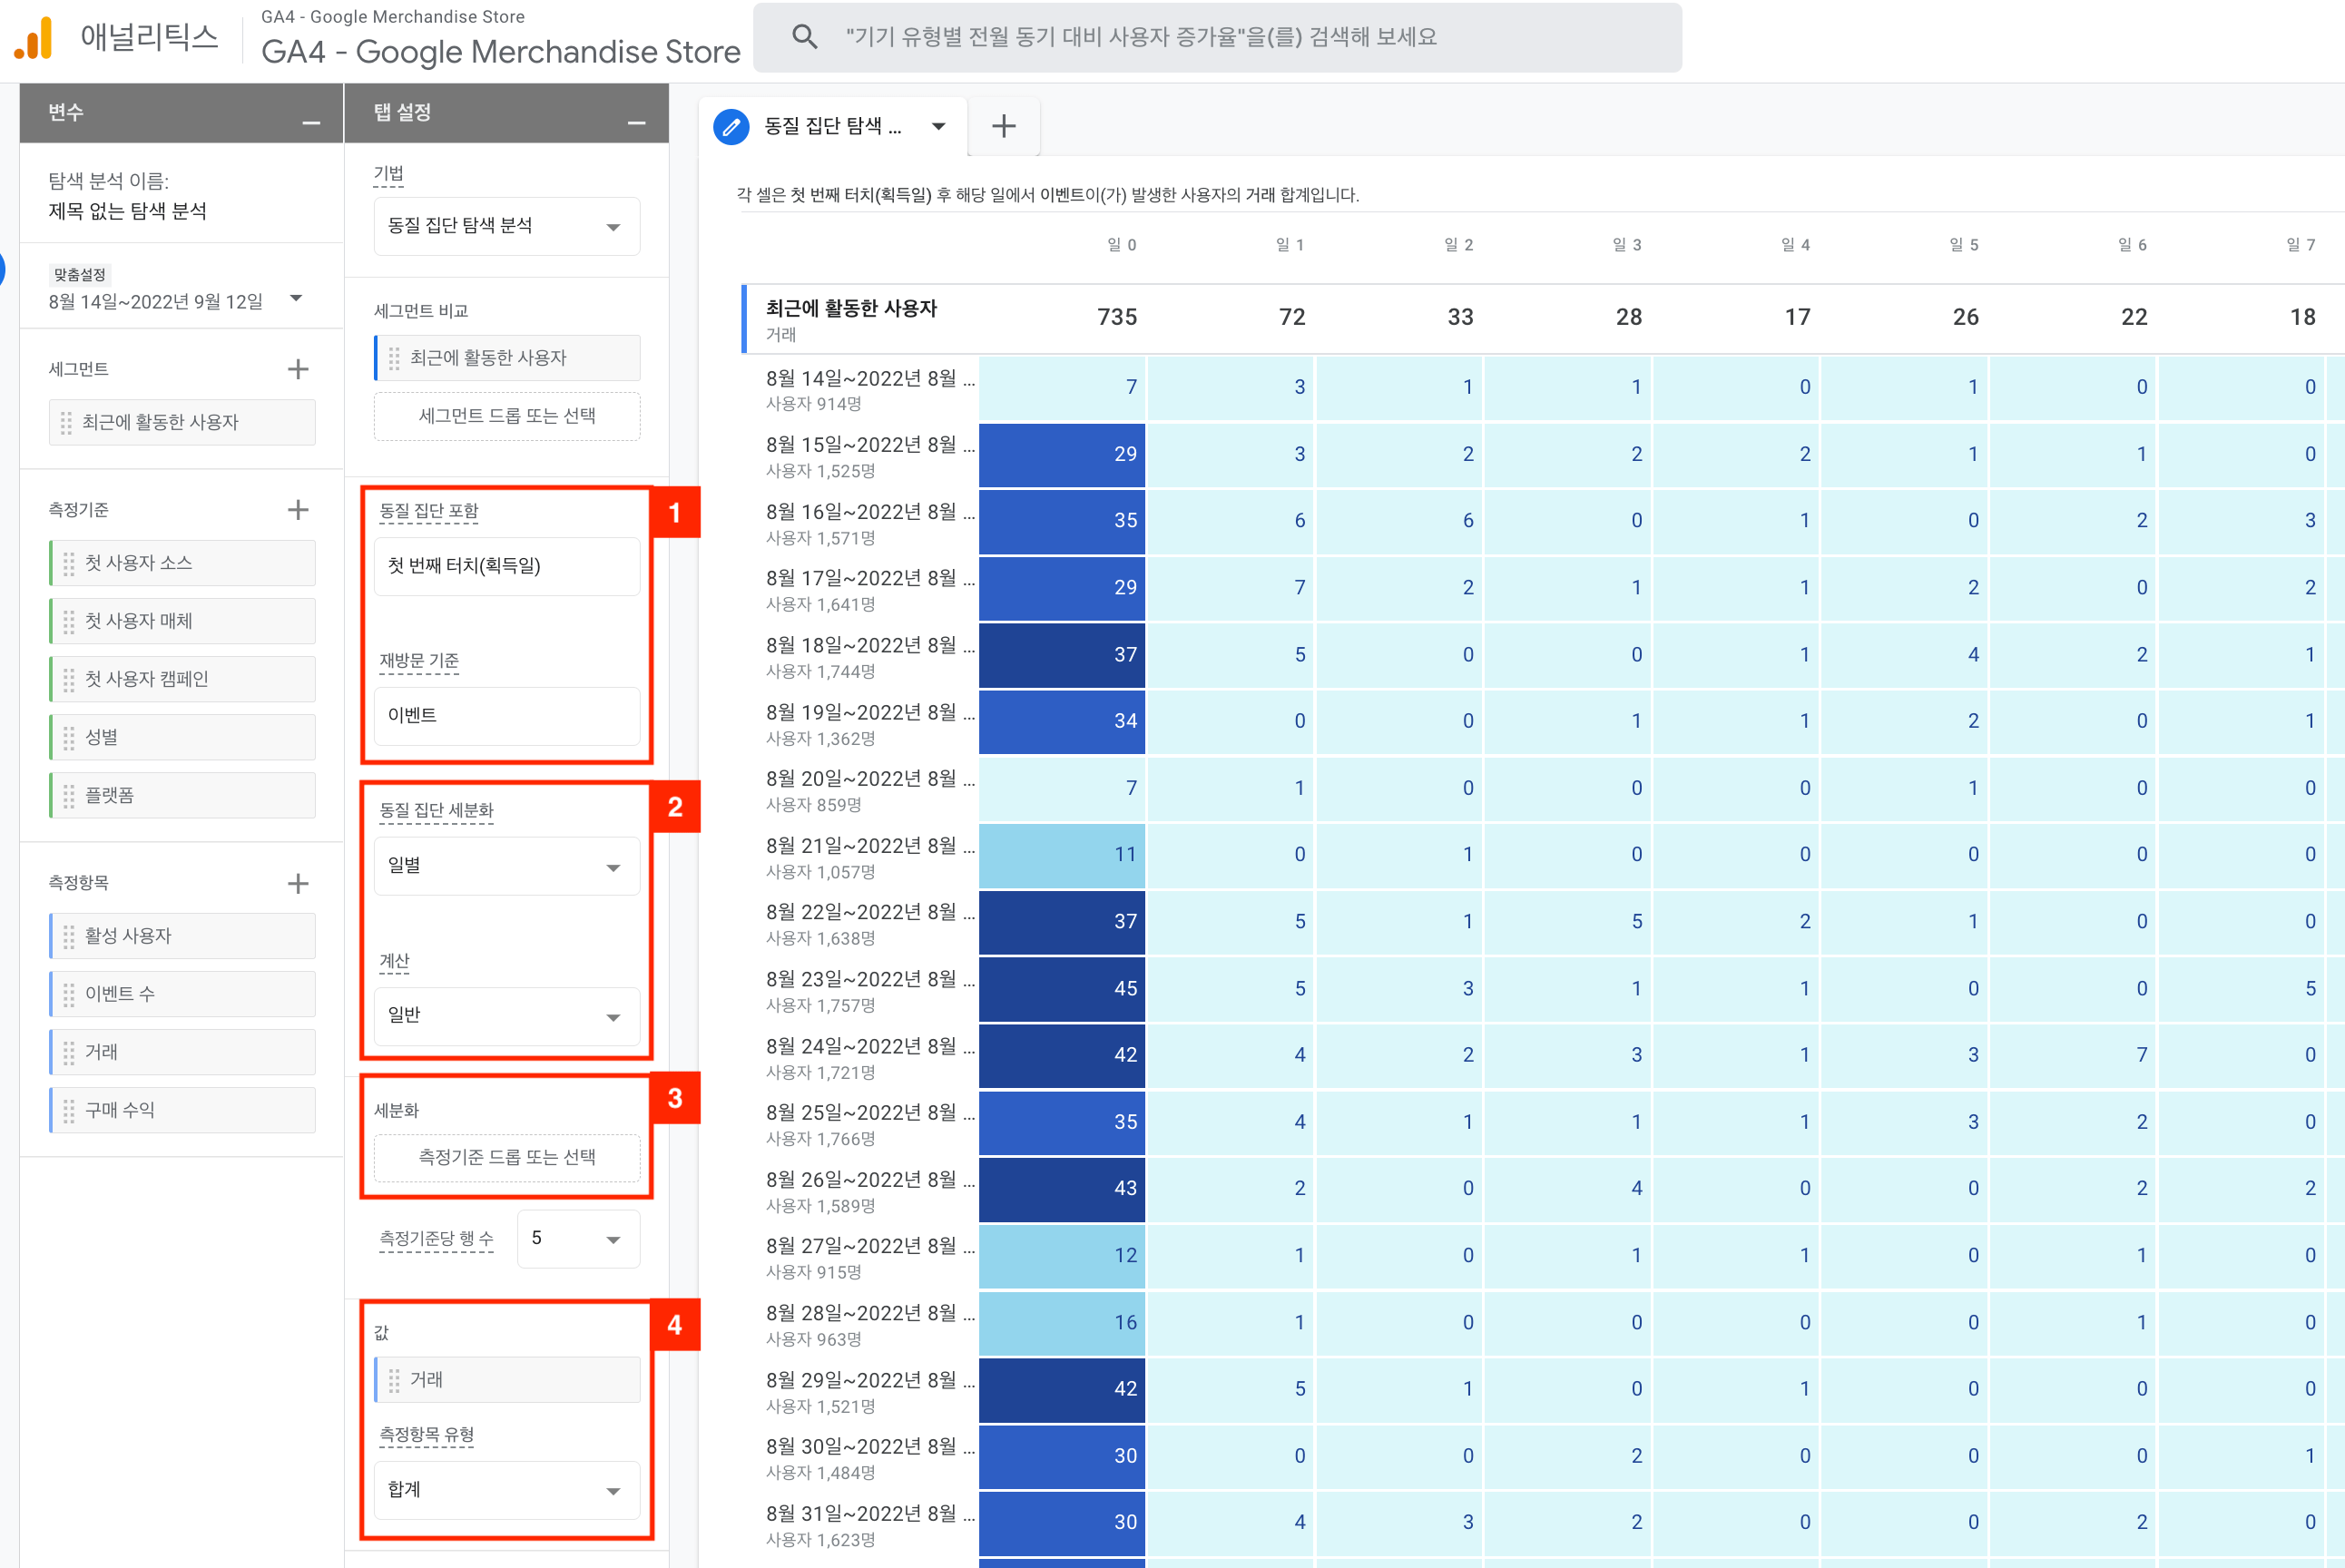 애널리틱스
GA4 - Google Merchandise Store
GA4 - Google Merchandise Store
"기기 유형별 전월 동기 대비 사용자 증가율"을(를) 검색해 보세요
변수
탐색 분석 이름:
제목 없는 탐색 분석
맞춤설정
8월 14일~2022년 9월 12일
세그먼트
최근에 활동한 사용자
측정기준
첫 사용자 소스
첫 사용자 매체
첫 사용자 캠페인
성별
플랫폼
측정항목
활성 사용자
이벤트 수
거래
구매 수익
탭 설정
기법
동질 집단 탐색 분석
세그먼트 비교
최근에 활동한 사용자
세그먼트 드롭 또는 선택
1
동질 집단 포함
첫 번째 터치(획득일)
재방문 기준
이벤트
2
동질 집단 세분화
일별
계산
일반
3
세분화
측정기준 드롭 또는 선택
측정기준당 행 수 5
4
값
거래
측정항목 유형
합계
동질 집단 탐색 ...
각 셀은 첫 번째 터치(획득일) 후 해당 일에서 이벤트이(가) 발생한 사용자의 거래 합계입니다.
일 0 일 1 일 2 일 3 일 4 일 5 일 6 일 7
최근에 활동한 사용자 735 72 33 28 17 26 22 18
거래
8월 14일~2022년 8월 ... 7 3 1 1 0 1 0 0
사용자 914명
8월 15일~2022년 8월 ... 29 3 2 2 2 1 1 0
사용자 1,525명
8월 16일~2022년 8월 ... 35 6 6 0 1 0 2 3
사용자 1,571명
8월 17일~2022년 8월 ... 29 7 2 1 1 2 0 2
사용자 1,641명
8월 18일~2022년 8월 ... 37 5 0 0 1 4 2 1
사용자 1,744명
8월 19일~2022년 8월 ... 34 0 0 1 1 2 0 1
사용자 1,362명
8월 20일~2022년 8월 ... 7 1 0 0 0 1 0 0
사용자 859명
8월 21일~2022년 8월 ... 11 0 1 0 0 0 0 0
사용자 1,057명
8월 22일~2022년 8월 ... 37 5 1 5 2 1 0 0
사용자 1,638명
8월 23일~2022년 8월 ... 45 5 3 1 1 0 0 5
사용자 1,757명
8월 24일~2022년 8월 ... 42 4 2 3 1 3 7 0
사용자 1,721명
8월 25일~2022년 8월 ... 35 4 1 1 1 3 2 0
사용자 1,766명
8월 26일~2022년 8월 ... 43 2 0 4 0 0 2 2
사용자 1,589명
8월 27일~2022년 8월 ... 12 1 0 1 1 0 1 0
사용자 915명
8월 28일~2022년 8월 ... 16 1 0 0 0 0 1 0
사용자 963명
8월 29일~2022년 8월 ... 42 5 1 0 1 0 0 0
사용자 1,521명
8월 30일~2022년 8월 ... 30 0 0 2 0 0 0 1
사용자 1,484명
8월 31일~2022년 8월 ... 30 4 3 2 0 0 2 0
사용자 1,623명